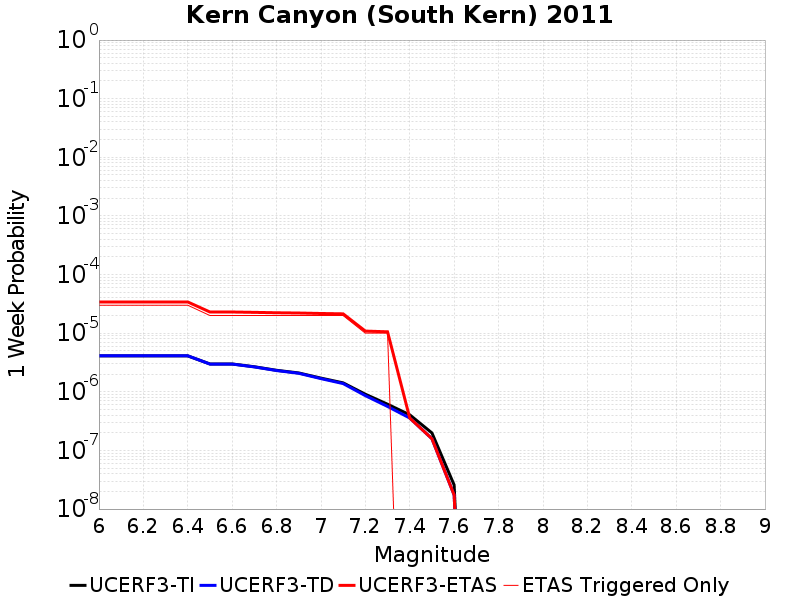 Kern Canyon (South Kern) 2011
10^0
10^-1
10^-2
10^-3
10^-4
10^-5
10^-6
10^-7
10^-8
1 Week Probability
6 6.2 6.4 6.6 6.8 7 7.2 7.4 7.6 7.8 8 8.2 8.4 8.6 8.8 9
Magnitude
UCERF3-TI UCERF3-TD UCERF3-ETAS ETAS Triggered Only